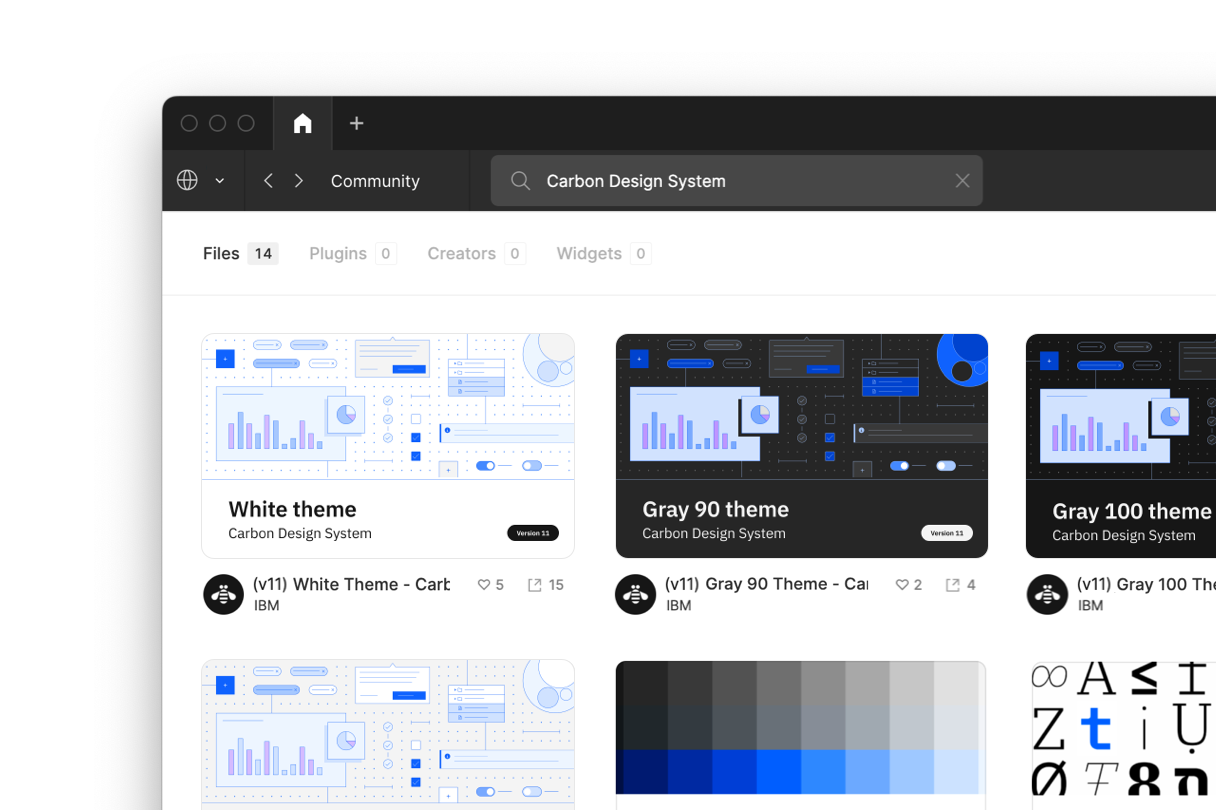 Community
Carbon Design System
Files 14 Plugins 0 Creators 0 Widgets 0
White theme
Carbon Design System
Version 11
Gray 90 theme
Carbon Design System
Version 11
Gray 100 theme
Carbon Design System
(v11) White Theme - Carb
5 15
IBM
(v11) Gray 90 Theme - Car
2 4
IBM
(v11) Gray 100 The
IBM
∞ A ≤ I
Z t i Ụ
Ø Ŧ 8